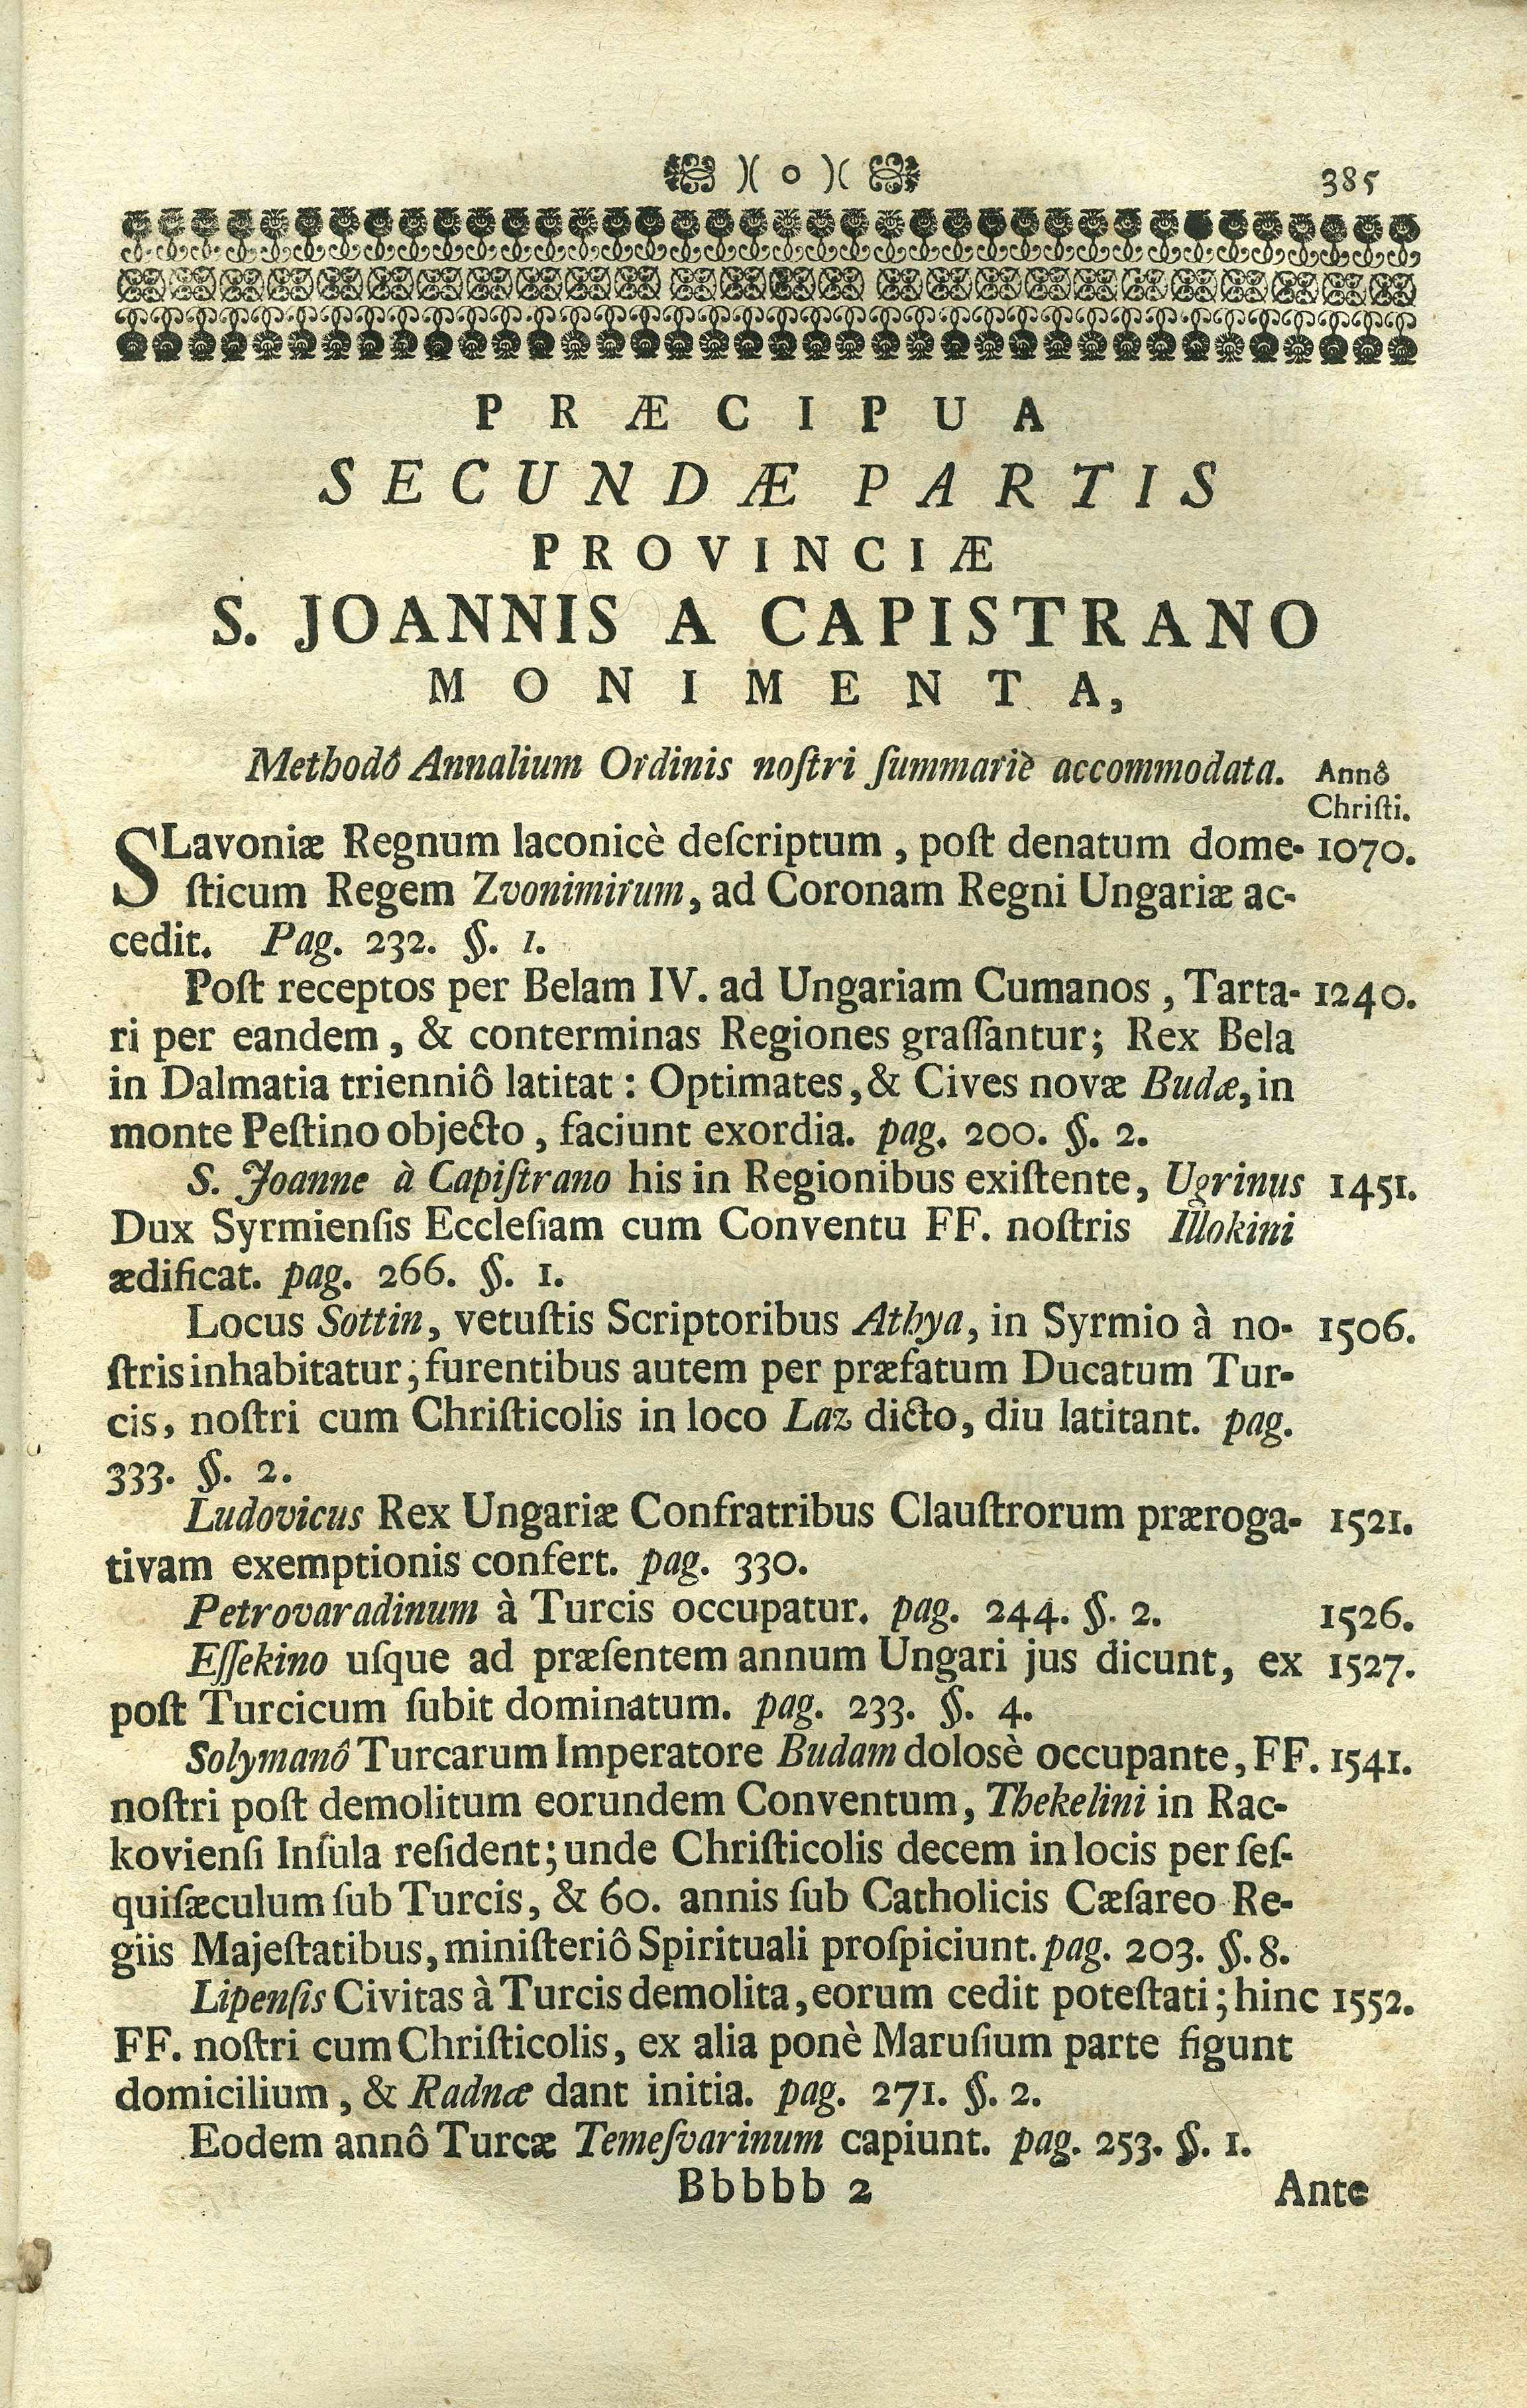 )( o )( 385
PRÆCIPUA
SECUNDÆ PARTIS
PROVINCIÆ
S. JOANNIS A CAPISTRANO
MONIMENTA,
Methodô Annalium Ordinis noſtri ſummariè accommodata. Annô
Chriſti.
SLavoniæ Regnum laconicè deſcriptum, poſt denatum dome- 1070.
ſticum Regem Zvonimirum, ad Coronam Regni Ungariæ ac-
cedit. Pag. 232. §. 1.
Poſt receptos per Belam IV. ad Ungariam Cumanos, Tarta- 1240.
ri per eandem, & conterminas Regiones graſſantur; Rex Bela
in Dalmatia trienniô latitat: Optimates, & Cives novæ Budæ, in
monte Peſtino objecto, faciunt exordia. pag. 200. §. 2.
S. Joanne à Capiſtrano his in Regionibus exiſtente, Ugrinus 1451.
Dux Syrmienſis Eccleſiam cum Conventu FF. noſtris Illokini
ædificat. pag. 266. §. 1.
Locus Sottin, vetuſtis Scriptoribus Athya, in Syrmio à no- 1506.
ſtris inhabitatur; furentibus autem per præfatum Ducatum Tur-
cis, noſtri cum Chriſticolis in loco Laz dicto, diu latitant. pag.
333. §. 2.
Ludovicus Rex Ungariæ Confratribus Clauſtrorum præroga- 1521.
tivam exemptionis confert. pag. 330.
Petrovaradinum à Turcis occupatur. pag. 244. §. 2. 1526.
Eſſekino uſque ad præſentem annum Ungari jus dicunt, ex 1527.
poſt Turcicum ſubit dominatum. pag. 233. §. 4.
Solymanô Turcarum Imperatore Budam dolosè occupante, FF. 1541.
noſtri poſt demolitum eorundem Conventum, Thekelini in Rac-
kovienſi Inſula reſident; unde Chriſticolis decem in locis per ſeſ-
quiſæculum ſub Turcis, & 60. annis ſub Catholicis Cæſareo Re-
giis Majeſtatibus, miniſteriô Spirituali proſpiciunt. pag. 203. §. 8.
Lipenſis Civitas à Turcis demolita, eorum cedit poteſtati; hinc 1552.
FF. noſtri cum Chriſticolis, ex alia ponè Maruſium parte figunt
domicilium, & Radnæ dant initia. pag. 271. §. 2.
Eodem annô Turcæ Temeſvarinum capiunt. pag. 253. §. 1.
Bbbbb 2 Ante